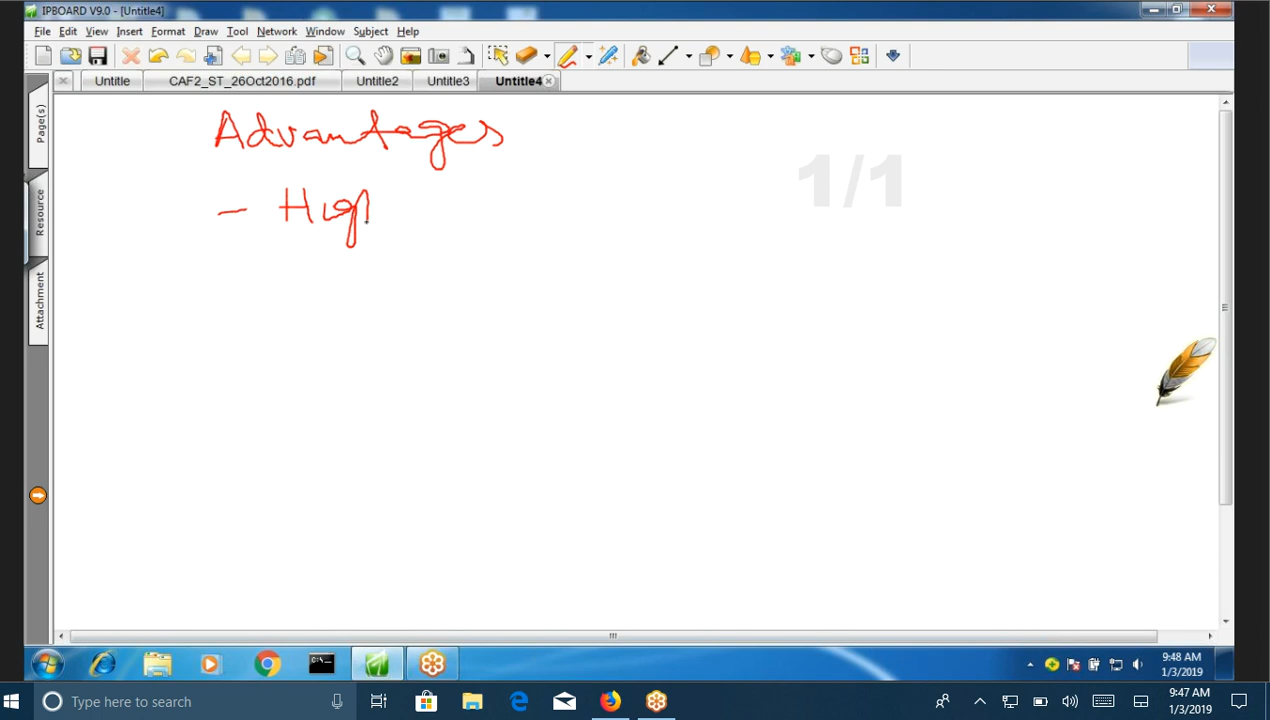 IPBOARD V9.0 - [Untitle4]
File Edit View Insert Format Draw Tool Network Window Subject Help
Untitle CAF2_ST_26Oct2016.pdf Untitle2 Untitle3 Untitle4
Page(s)
Resource
Attachment
Advantages
1/1
- Hig
9:48 AM
1/3/2019
Type here to search
9:47 AM
1/3/2019